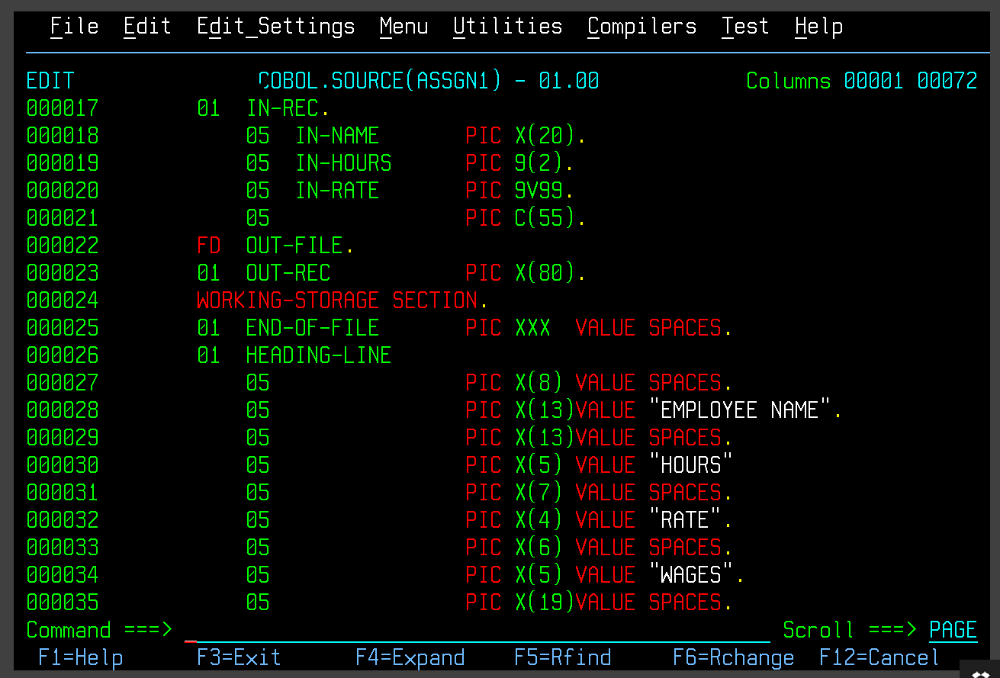 File  Edit  Edit_Settings  Menu  Utilities  Compilers  Test  Help
EDIT               COBOL.SOURCE(ASSGN1) - 01.00            Columns 00001 00072
000017        01  IN-REC.
000018            05  IN-NAME       PIC X(20).
000019            05  IN-HOURS      PIC 9(2).
000020            05  IN-RATE       PIC 9V99.
000021            05                PIC C(55).
000022        FD  OUT-FILE.
000023        01  OUT-REC           PIC X(80).
000024        WORKING-STORAGE SECTION.
000025        01  END-OF-FILE       PIC XXX  VALUE SPACES.
000026        01  HEADING-LINE
000027            05                PIC X(8) VALUE SPACES.
000028            05                PIC X(13)VALUE "EMPLOYEE NAME".
000029            05                PIC X(13)VALUE SPACES.
000030            05                PIC X(5) VALUE "HOURS"
000031            05                PIC X(7) VALUE SPACES.
000032            05                PIC X(4) VALUE "RATE".
000033            05                PIC X(6) VALUE SPACES.
000034            05                PIC X(5) VALUE "WAGES".
000035            05                PIC X(19)VALUE SPACES.
Command ===> _                                                Scroll ===> PAGE
F1=Help      F3=Exit      F4=Expand    F5=Rfind     F6=Rchange  F12=Cancel